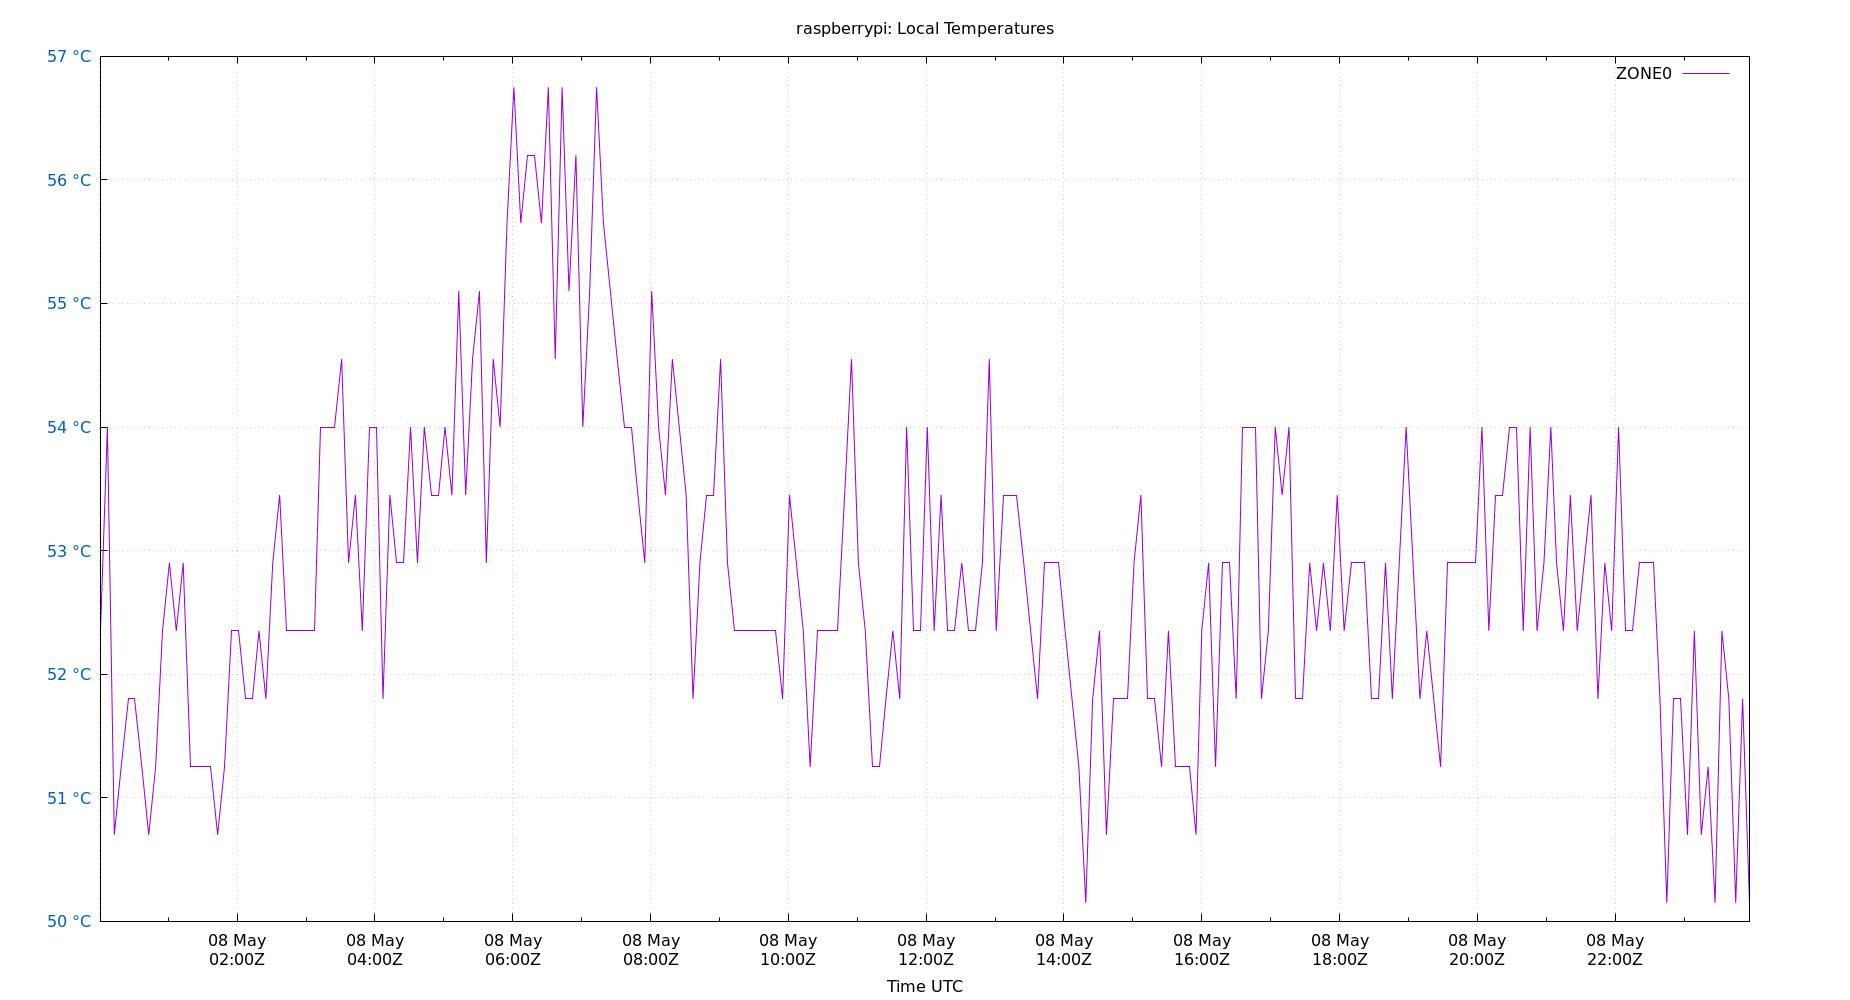 raspberrypi: Local Temperatures
57 °C
ZONE0
56 °C
55 °C
54 °C
53 °C
52 °C
51 °C
50 °C
08 May 08 May 08 May 08 May 08 May 08 May 08 May 08 May 08 May 08 May 08 May
02:00Z 04:00Z 06:00Z 08:00Z 10:00Z 12:00Z 14:00Z 16:00Z 18:00Z 20:00Z 22:00Z
Time UTC